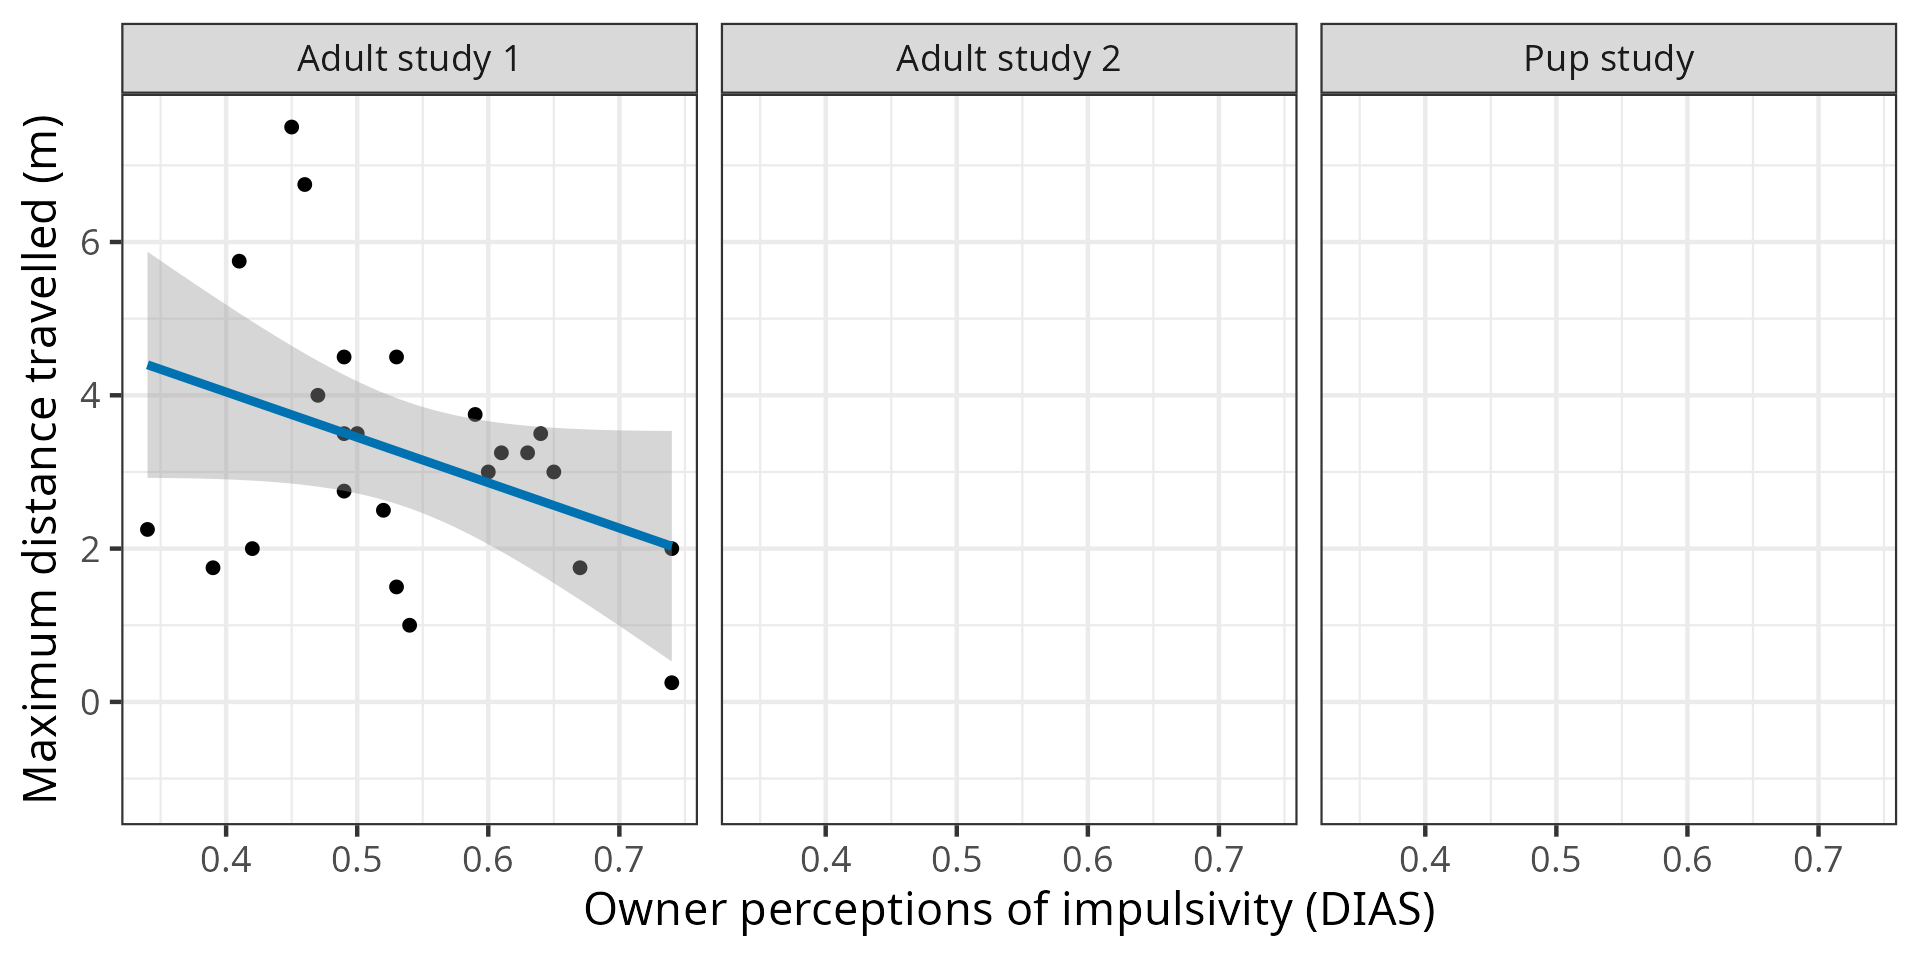 Adult study 1
Adult study 2
Pup study
Maximum distance travelled (m)
6
4
2
0
0.4 0.5 0.6 0.7
0.4 0.5 0.6 0.7
0.4 0.5 0.6 0.7
Owner perceptions of impulsivity (DIAS)